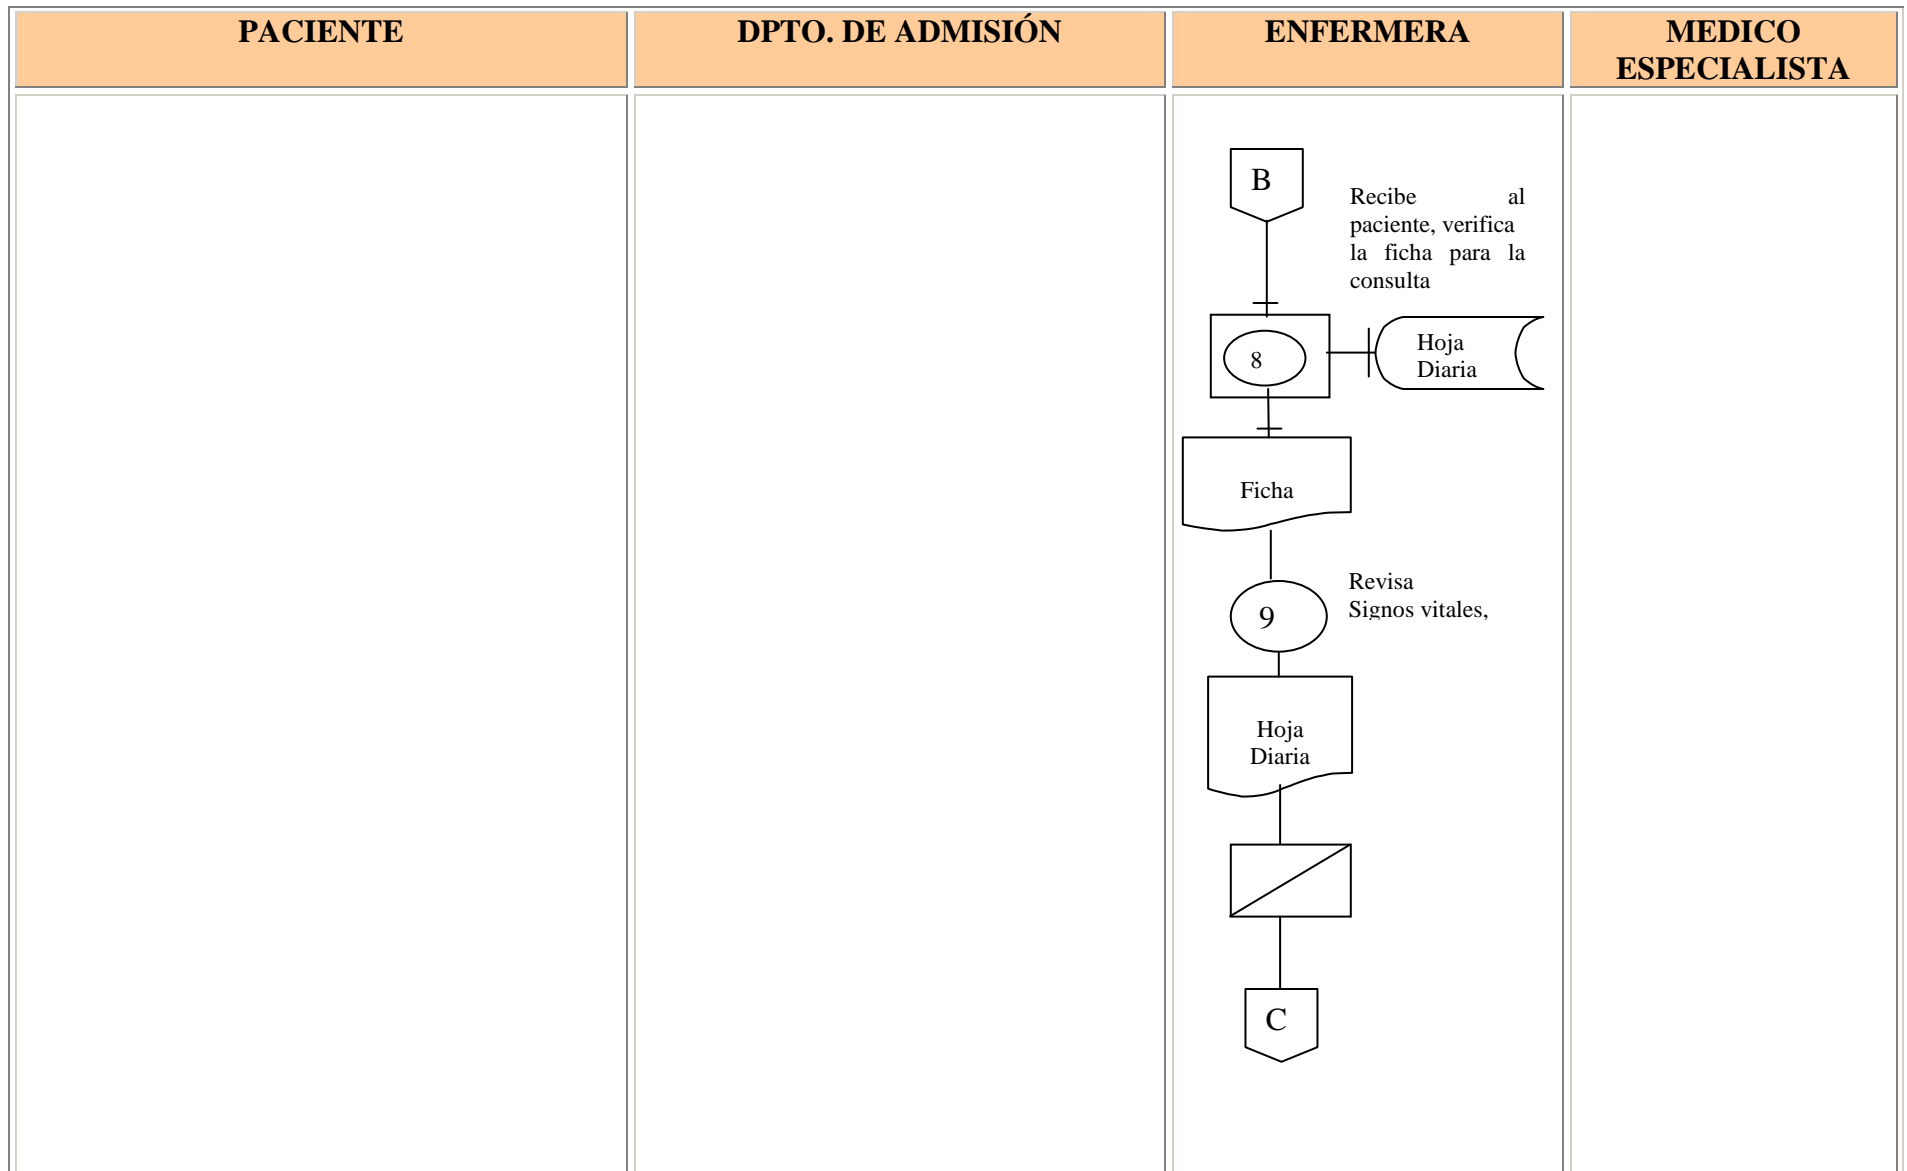 PACIENTE
DPTO. DE ADMISIÓN
ENFERMERA
MEDICO
ESPECIALISTA
B
Recibe al
paciente, verifica
la ficha para la
consulta
8
Hoja
Diaria
Ficha
9
Revisa
Signos vitales,
Hoja
Diaria
C